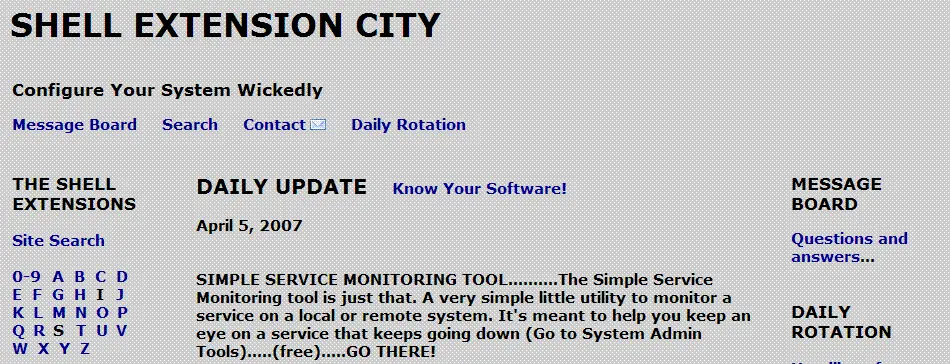 SHELL EXTENSION CITY
Configure Your System Wickedly
Message Board Search Contact Daily Rotation
THE SHELL
EXTENSIONS
Site Search
0-9 A B C D
E F G H I J
K L M N O P
Q R S T U V
W X Y Z
DAILY UPDATE Know Your Software!
April 5, 2007
SIMPLE SERVICE MONITORING TOOL..........The Simple Service
Monitoring tool is just that. A very simple little utility to monitor a
service on a local or remote system. It's meant to help you keep an
eye on a service that keeps going down (Go to System Admin
Tools).....(free).....GO THERE!
MESSAGE
BOARD
Questions and
answers...
DAILY
ROTATION